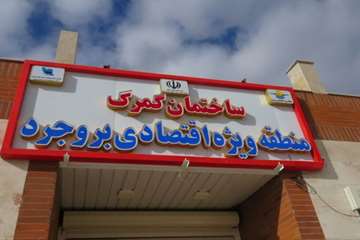 ساختمان گمرک
منطقه ویژه اقتصادی بروجرد